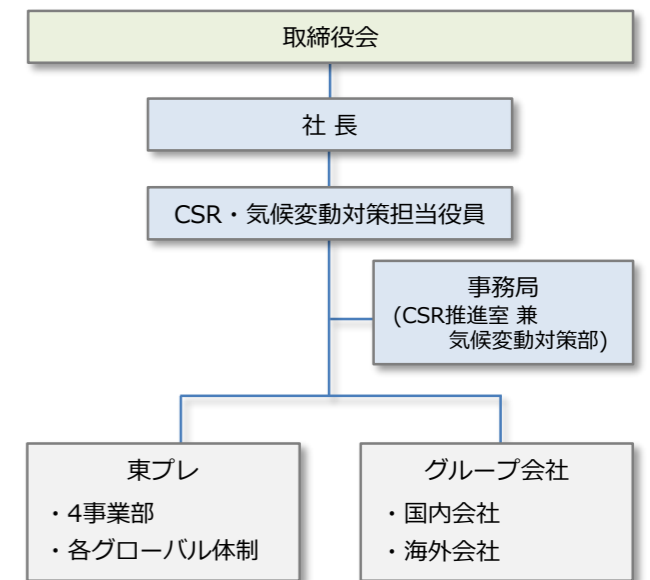 取締役会
社 長
CSR・気候変動対策担当役員
事務局
(CSR推進室 兼
気候変動対策部)
東プレ
・4事業部
・各グローバル体制
グループ会社
・国内会社
・海外会社